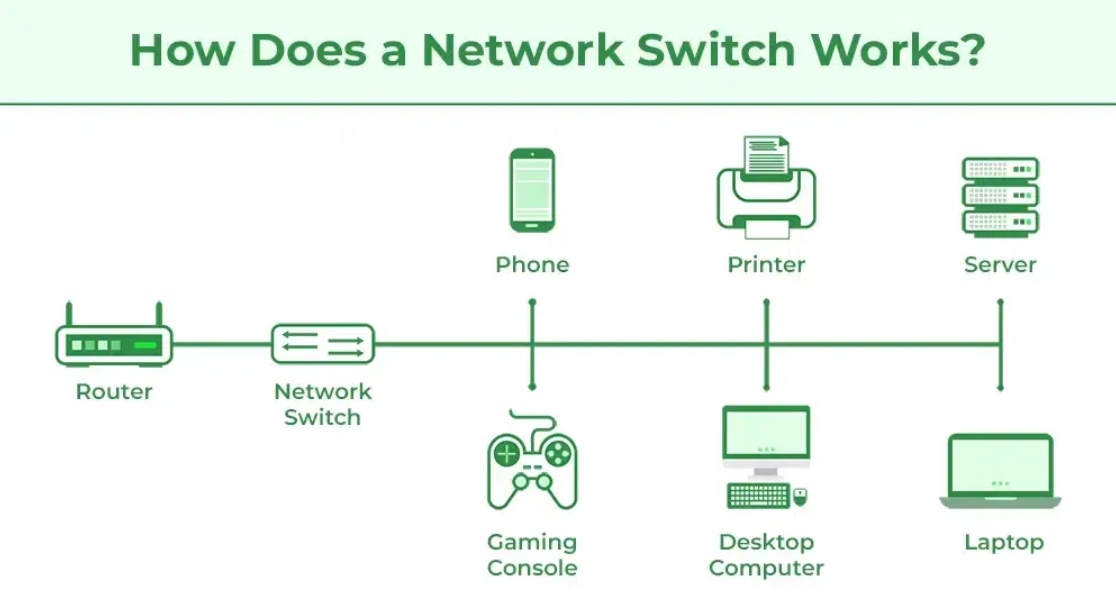 How Does a Network Switch Works?
Phone
Printer
Server
Router
Network
Switch
Gaming
Console
Desktop
Computer
Laptop